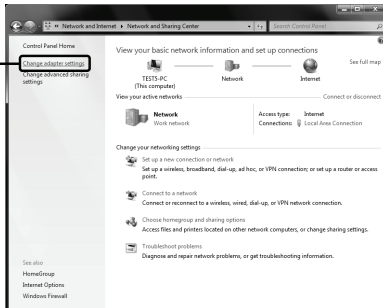 « Network and Internet ▸ Network and Sharing Center
Search Control Panel
Control Panel Home
Change adapter settings
Change advanced sharing
settings
View your basic network information and set up connections
See full map
TEST5-PC
(This computer)
Network
Internet
View your active networks
Connect or disconnect
Network
Work network
Access type: Internet
Connections: Local Area Connection
Change your networking settings
Set up a new connection or network
Set up a wireless, broadband, dial-up, ad hoc, or VPN connection; or set up a router or access
point.
Connect to a network
Connect or reconnect to a wireless, wired, dial-up, or VPN network connection.
Choose homegroup and sharing options
Access files and printers located on other network computers, or change sharing settings.
Troubleshoot problems
Diagnose and repair network problems, or get troubleshooting information.
See also
HomeGroup
Internet Options
Windows Firewall